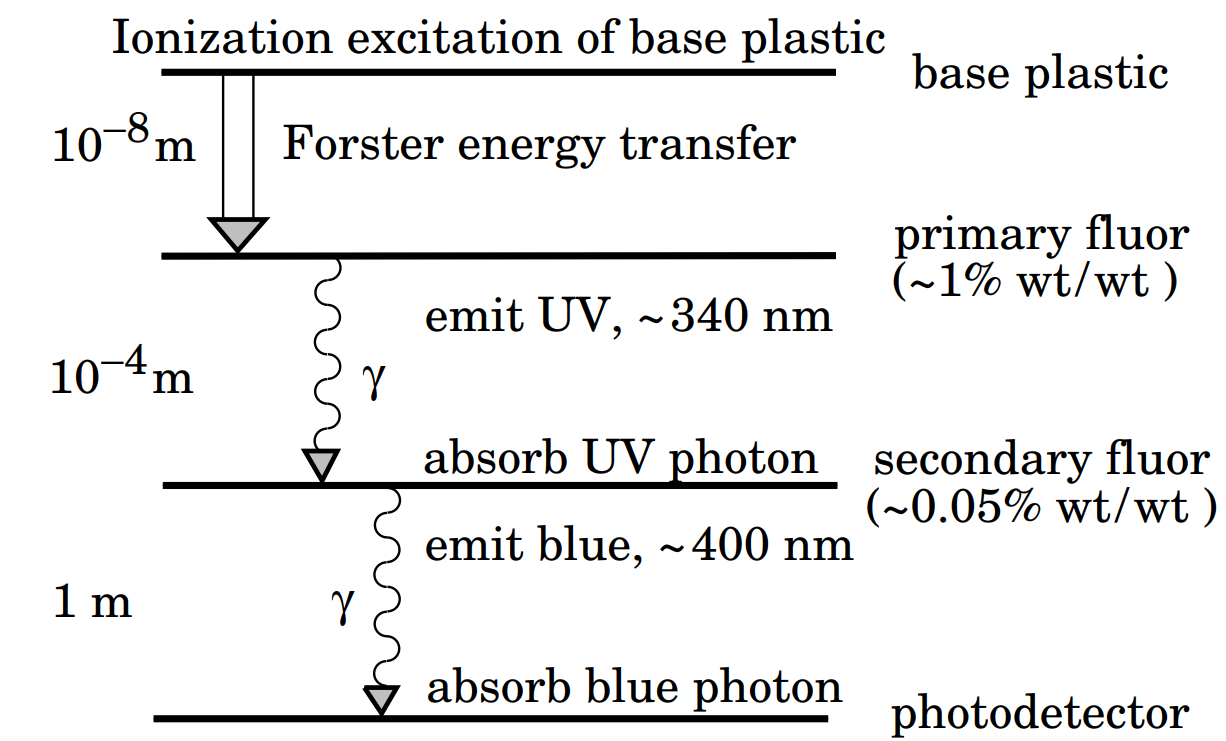 Ionization excitation of base plastic
base plastic
10⁻⁸ m
Forster energy transfer
primary fluor
(~1% wt/wt )
emit UV, ~340 nm
10⁻⁴ m
γ
absorb UV photon
secondary fluor
(~0.05% wt/wt )
emit blue, ~400 nm
1 m
γ
absorb blue photon
photodetector